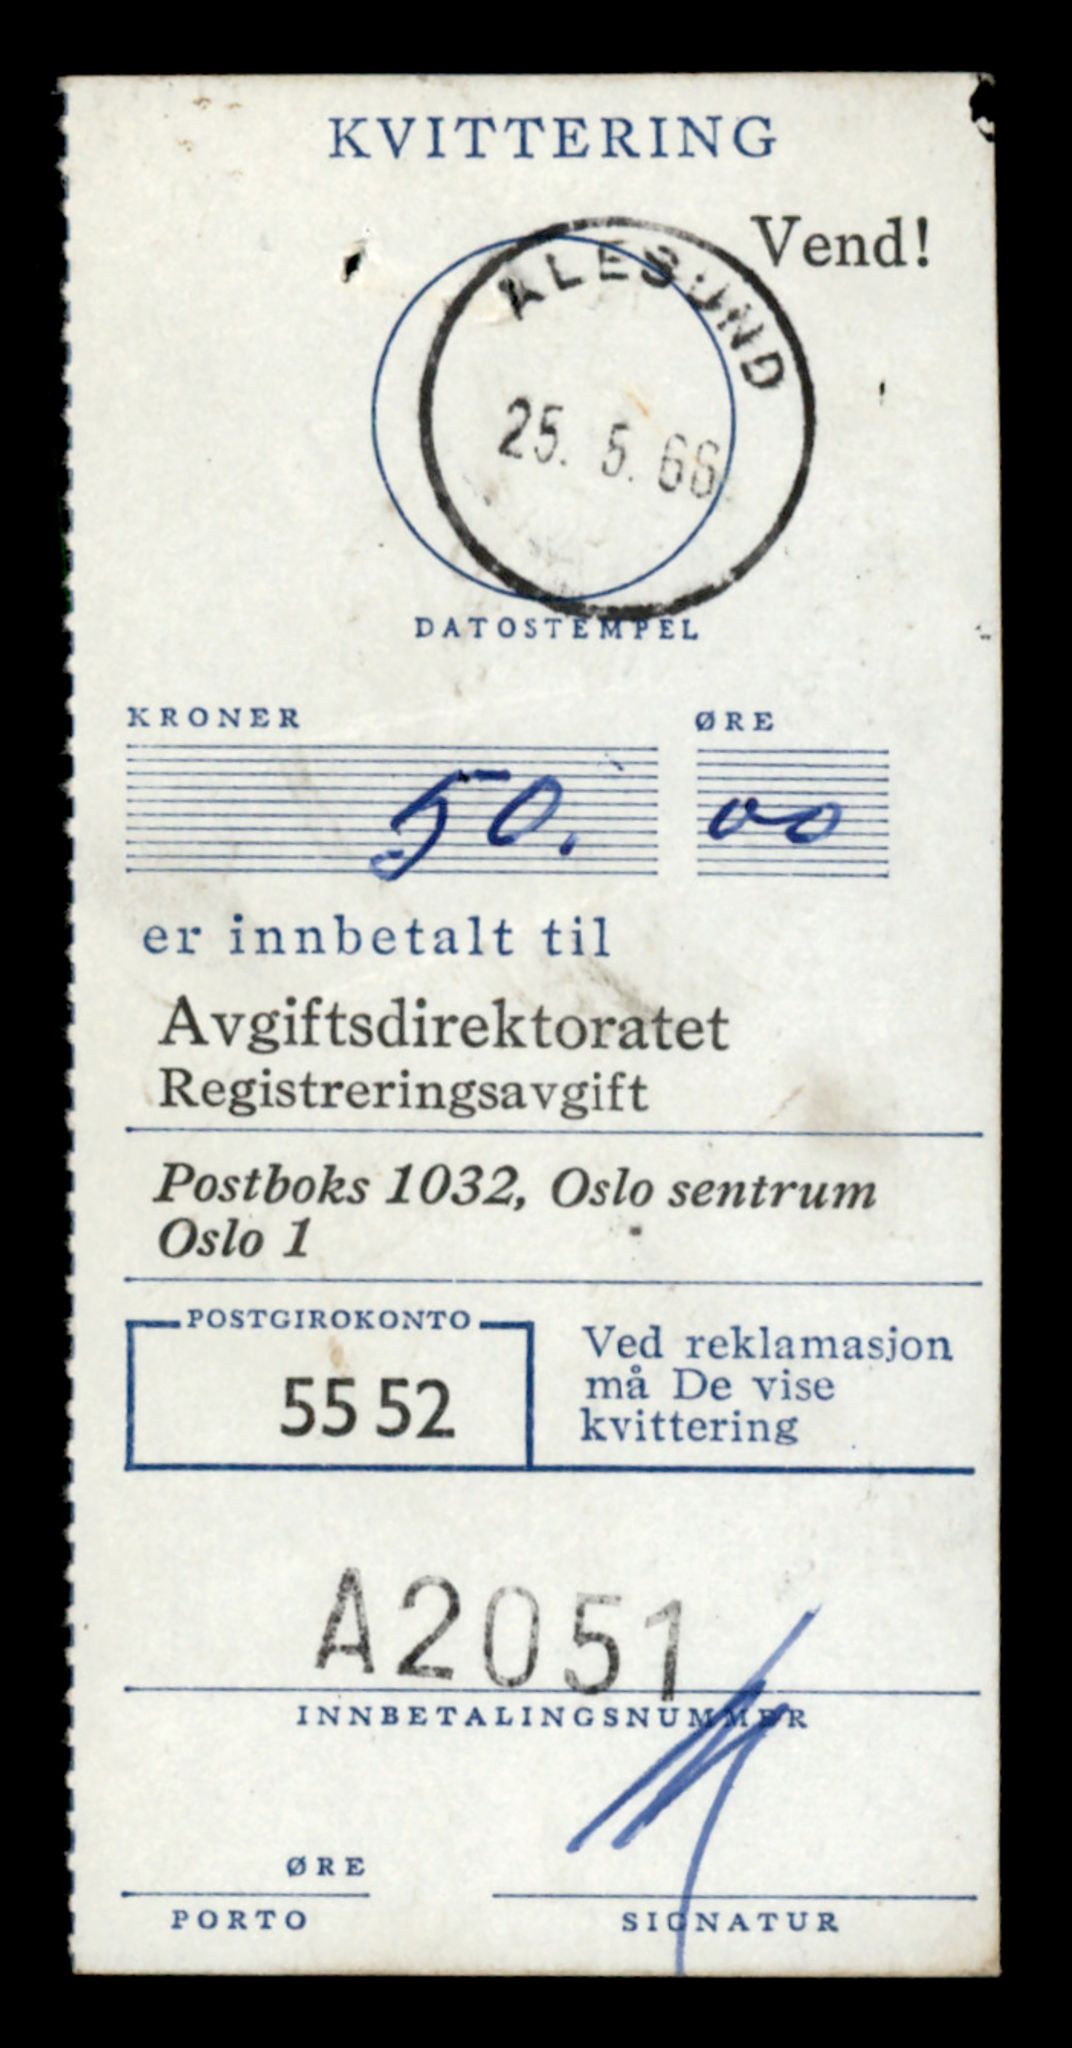 KVITTERING
Vend!
ÅLESUND
25. 5. 66
DATOSTEMPEL
KRONER ØRE
50. 00
er innbetalt til
Avgiftsdirektoratet
Registreringsavgift
Postboks 1032, Oslo sentrum
Oslo 1
POSTGIROKONTO
55 52
Ved reklamasjon
må De vise
kvittering
A2051
INNBETALINGSNUMMER
ØRE
PORTO
SIGNATUR